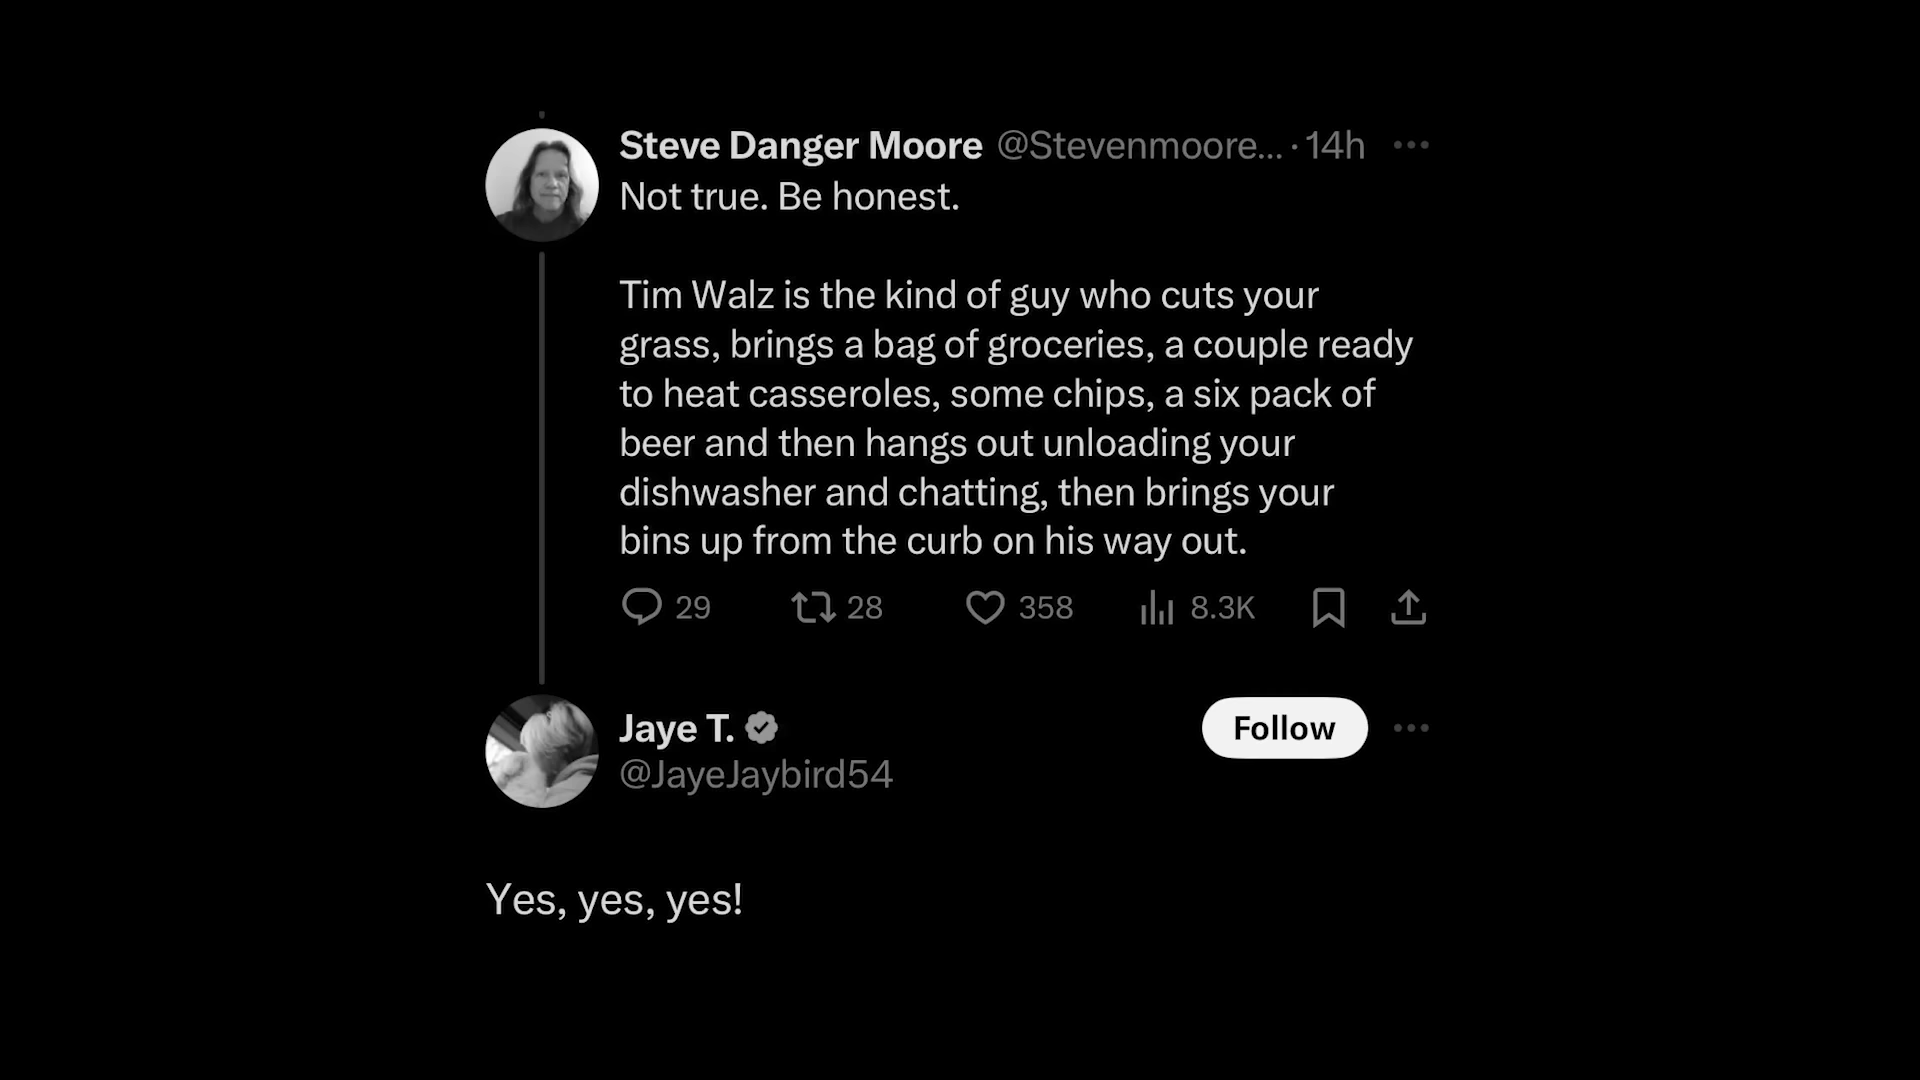 Steve Danger Moore @Stevenmoore... · 14h
Not true. Be honest.
Tim Walz is the kind of guy who cuts your
grass, brings a bag of groceries, a couple ready
to heat casseroles, some chips, a six pack of
beer and then hangs out unloading your
dishwasher and chatting, then brings your
bins up from the curb on his way out.
29 28 358 8.3K
Jaye T. Follow
@JayeJaybird54
Yes, yes, yes!